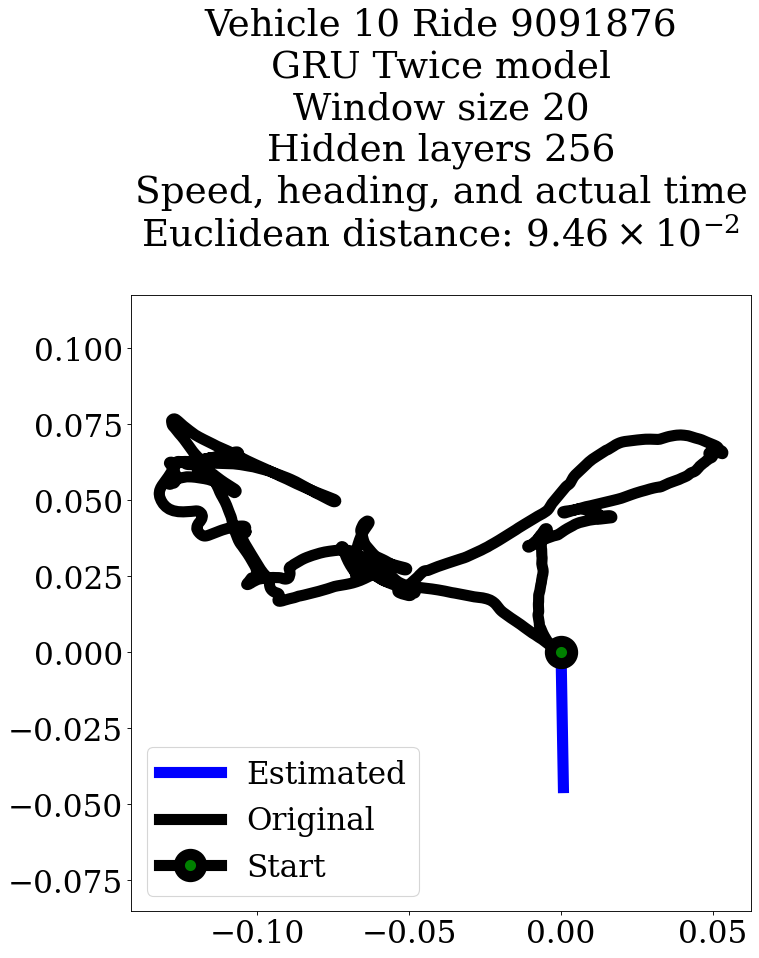 Vehicle 10 Ride 9091876
GRU Twice model
Window size 20
Hidden layers 256
Speed, heading, and actual time
Euclidean distance: 9.46 × 10⁻²
0.100
0.075
0.050
0.025
0.000
−0.025
−0.050
−0.075
Estimated
Original
Start
−0.10
−0.05
0.00
0.05